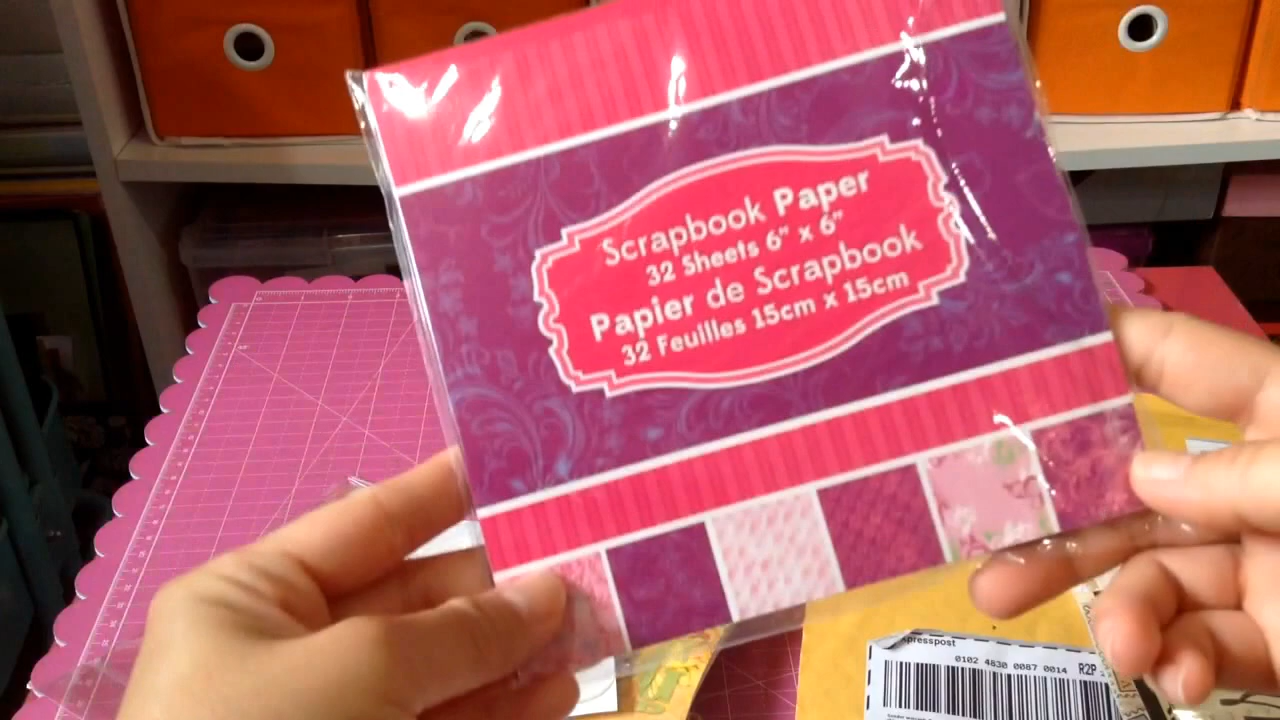 Scrapbook Paper
32 Sheets 6" x 6"
Papier de Scrapbook
32 Feuilles 15cm x 15cm
xpresspost
0102 4830 0087 0014 R2P